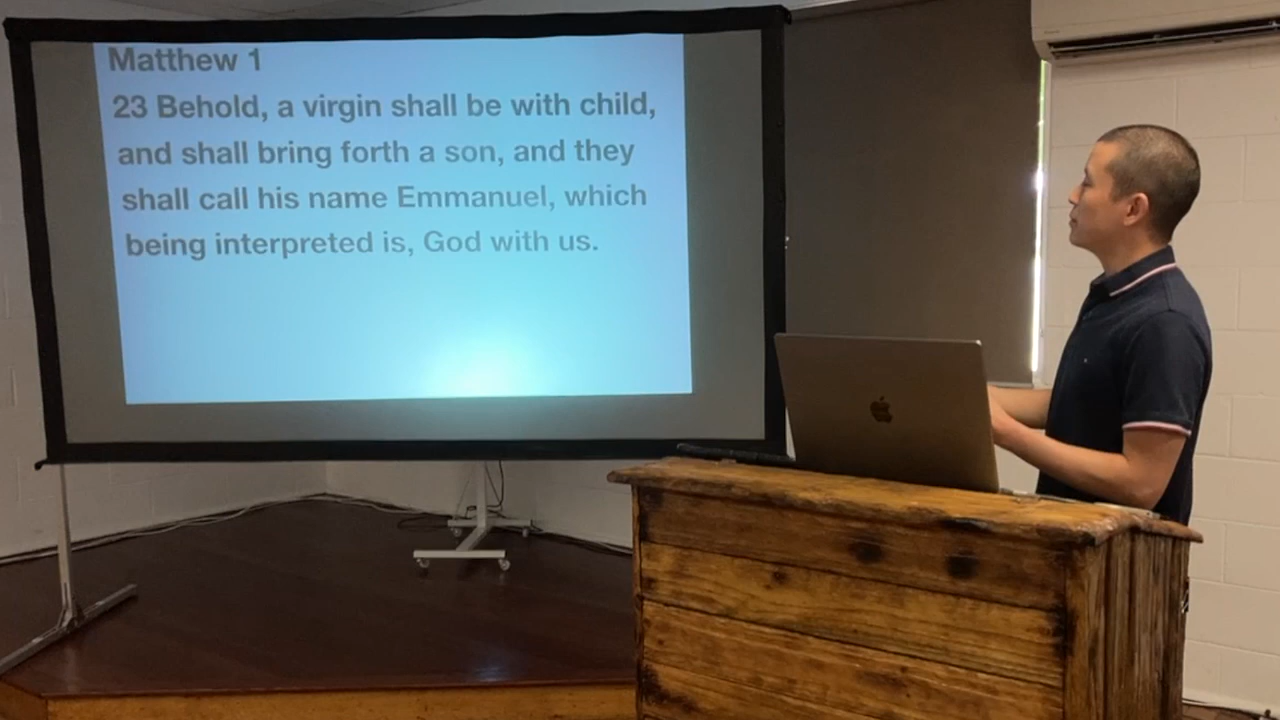 Matthew 1
23 Behold, a virgin shall be with child,
and shall bring forth a son, and they
shall call his name Emmanuel, which
being interpreted is, God with us.